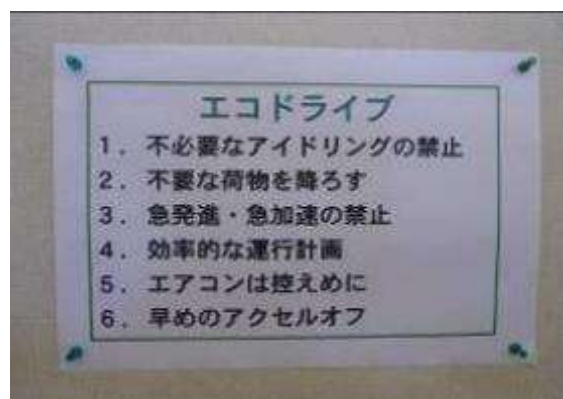 エコドライブ
1. 不必要なアイドリングの禁止
2. 不要な荷物を降ろす
3. 急発進・急加速の禁止
4. 効率的な運行計画
5. エアコンは控えめに
6. 早めのアクセルオフ